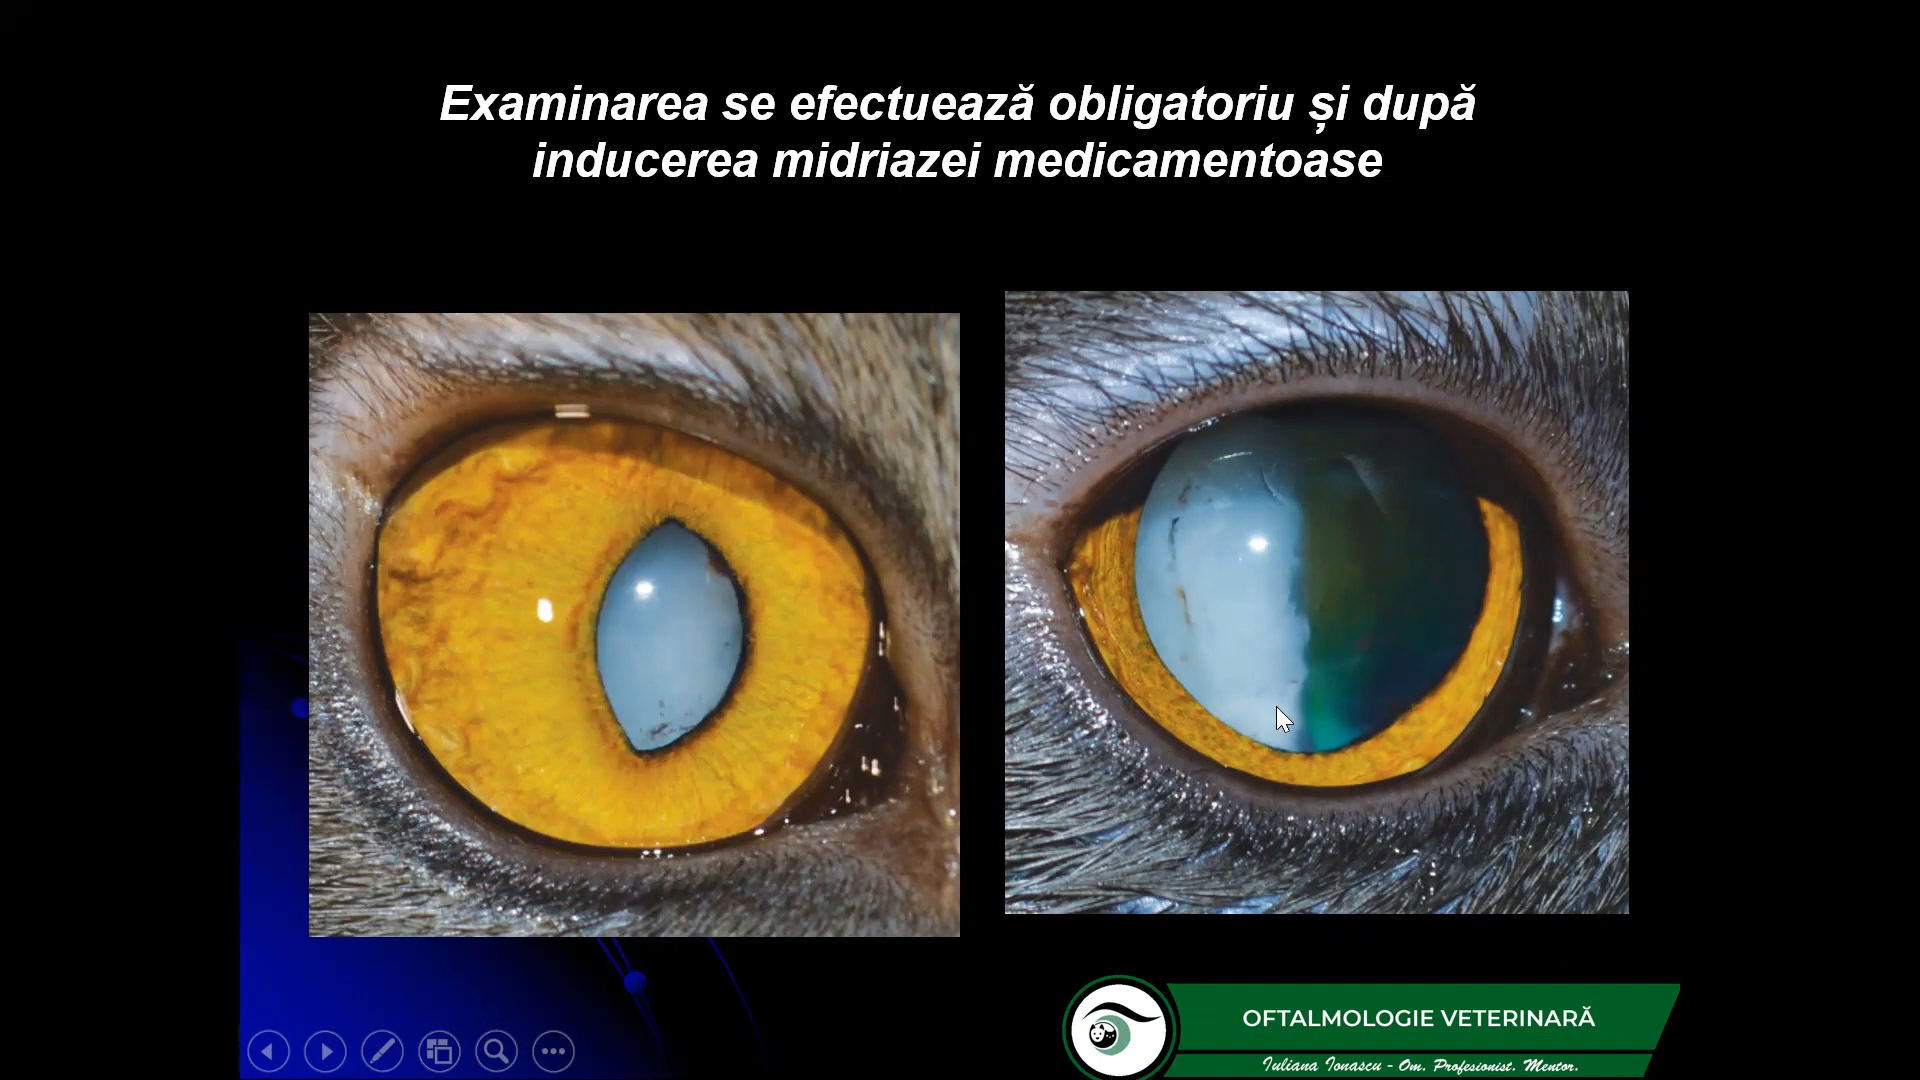 Examinarea se efectuează obligatoriu și după
inducerea midriazei medicamentoase
OFTALMOLOGIE VETERINARĂ
Iuliana Ionascu - Om. Profesionist. Mentor.